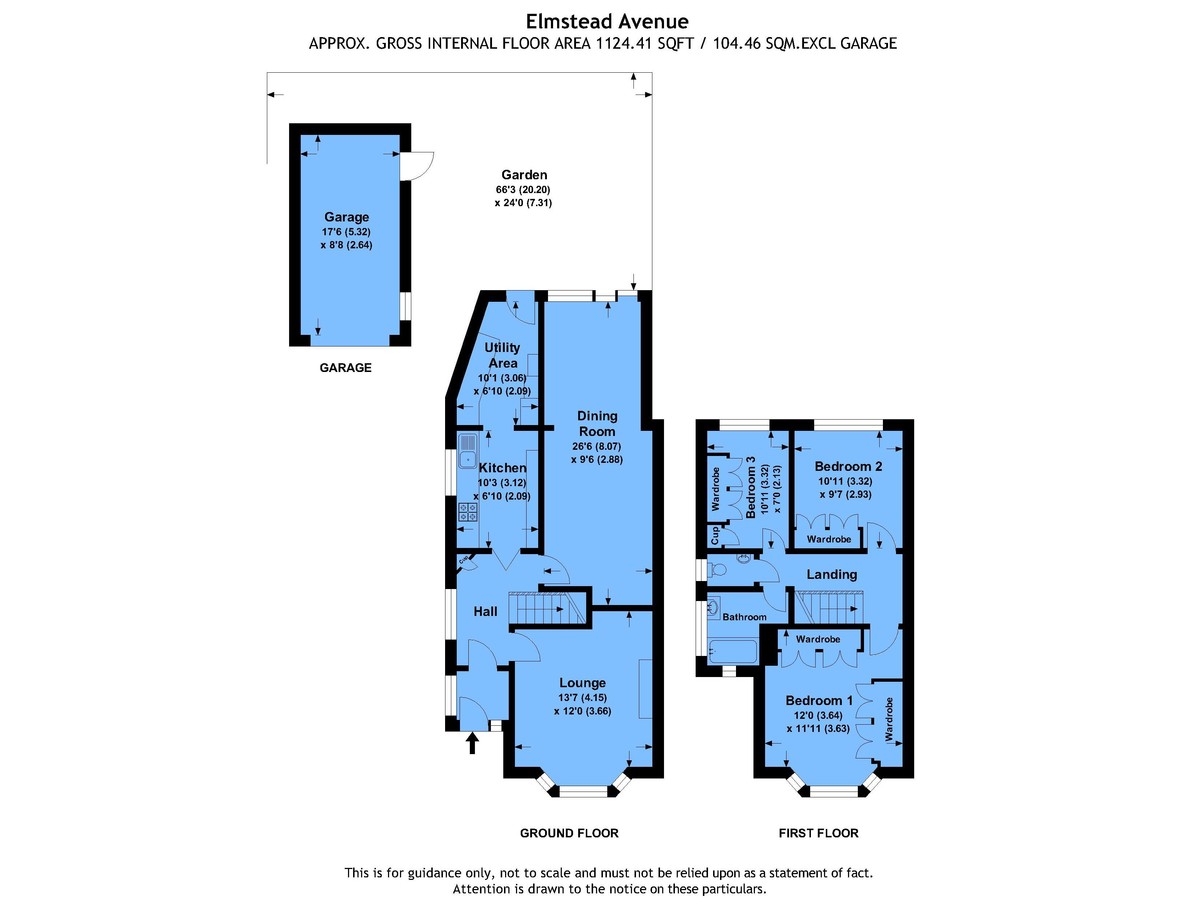 Elmstead Avenue
APPROX. GROSS INTERNAL FLOOR AREA 1124.41 SQFT / 104.46 SQM.EXCL GARAGE
Garden
66'3 (20.20)
x 24'0 (7.31)
Garage
17'6 (5.32)
x 8'8 (2.64)
GARAGE
Utility
Area
10'1 (3.06)
x 6'10 (2.09)
Dining
Room
26'6 (8.07)
x 9'6 (2.88)
Kitchen
10'3 (3.12)
x 6'10 (2.09)
Hall
Lounge
13'7 (4.15)
x 12'0 (3.66)
GROUND FLOOR
Wardrobe
Bedroom 3
10'11 (3.32)
x 7'0 (2.13)
Cup
Bedroom 2
10'11 (3.32)
x 9'7 (2.93)
Wardrobe
Landing
Bathroom
Wardrobe
Bedroom 1
12'0 (3.64)
x 11'11 (3.63)
Wardrobe
FIRST FLOOR
This is for guidance only, not to scale and must not be relied upon as a statement of fact.
Attention is drawn to the notice on these particulars.